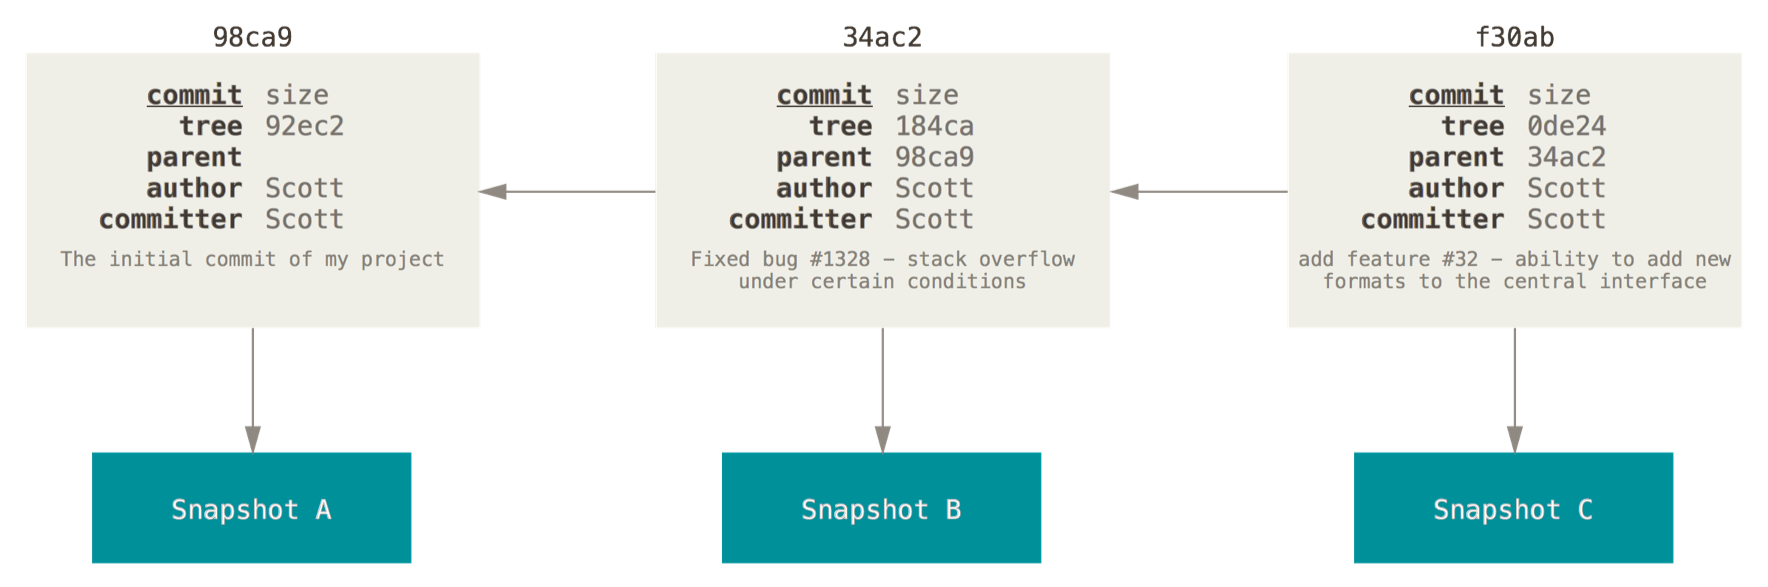 98ca9
commit size
tree 92ec2
parent
author Scott
committer Scott
The initial commit of my project
34ac2
commit size
tree 184ca
parent 98ca9
author Scott
committer Scott
Fixed bug #1328 – stack overflow
under certain conditions
f30ab
commit size
tree 0de24
parent 34ac2
author Scott
committer Scott
add feature #32 – ability to add new
formats to the central interface
Snapshot A
Snapshot B
Snapshot C